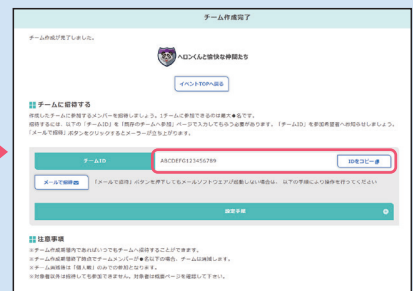 チーム作成完了
チーム作成が完了しました。
ヘロンくんと愉快な仲間たち
イベントTOPへ戻る
チームに招待する
作成したチームに参加するメンバーを招待しましょう。1チームに参加できるのは最大●名です。
招待するには、以下の「チームID」を「既存のチームへ参加」ページで入力してもらう必要があります。「チームID」を参加希望者へお知らせしましょう。
「メールで招待」ボタンをクリックするとメーラーが立ち上がります。
チームID
ABCDEFG123456789
IDをコピー
メールで招待
「メールで招待」ボタンを押下してもメールソフトウエアが起動しない場合は、以下の手順により操作を行ってください
設定手順
注意事項
※チーム作成期間内であればいつでもチームへ招待することができます。
※チーム作成期間終了時点でチームメンバーが●名以下の場合、チームは消滅します。
※チーム消滅後は「個人戦」のみでの参加となります。
※対象者以外は招待しても参加できません。対象者は概要ページを確認して下さい。